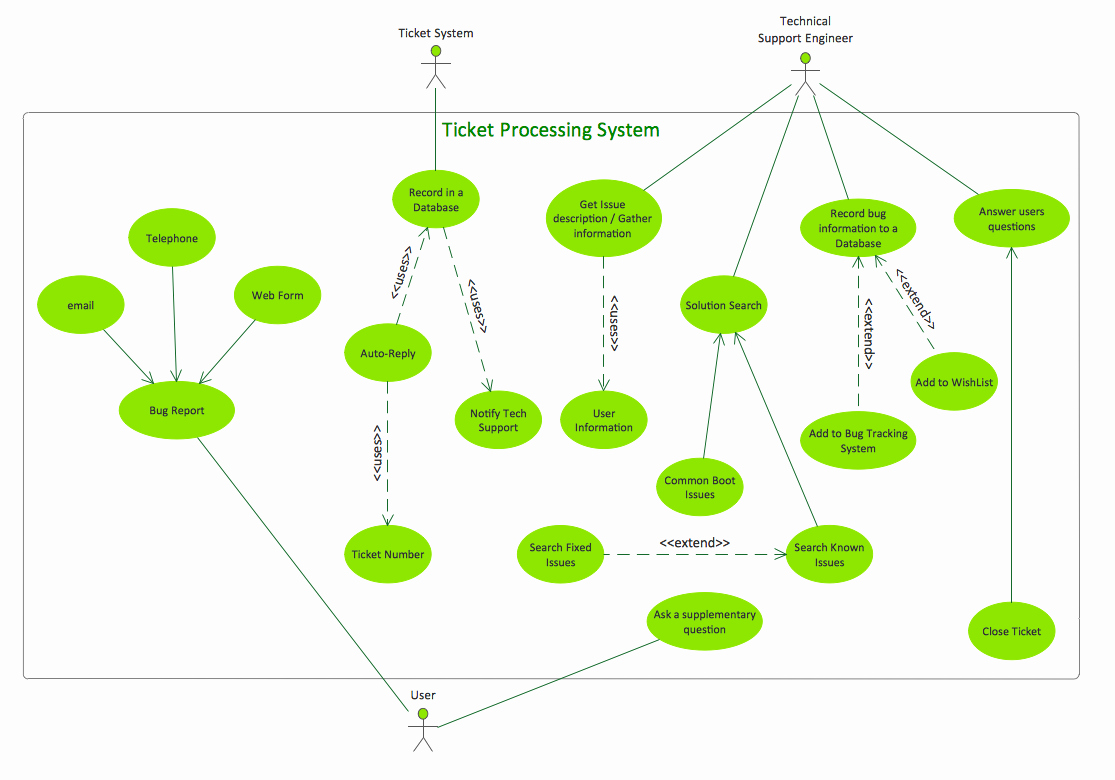 Technical
Support Engineer
Ticket System
Ticket Processing System
Record in a
Database
Get Issue
description / Gather
information
Record bug
information to a
Database
Answer users
questions
Telephone
email
Web Form
<<uses>>
<<uses>>
<<uses>>
Solution Search
<<extend>>
<<extend>>
Auto-Reply
Add to WishList
Bug Report
Notify Tech
Support
User
Information
Add to Bug Tracking
System
<<uses>>
Common Boot
Issues
Ticket Number
Search Fixed
Issues
<<extend>>
Search Known
Issues
Ask a supplementary
question
Close Ticket
User